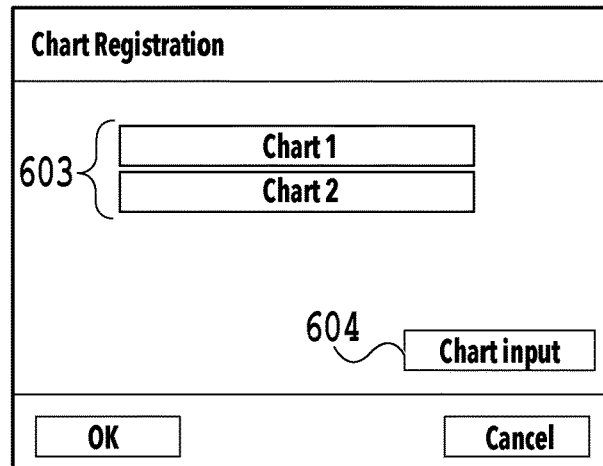 Chart Registration
Chart 1
603
Chart 2
604
Chart input
OK
Cancel